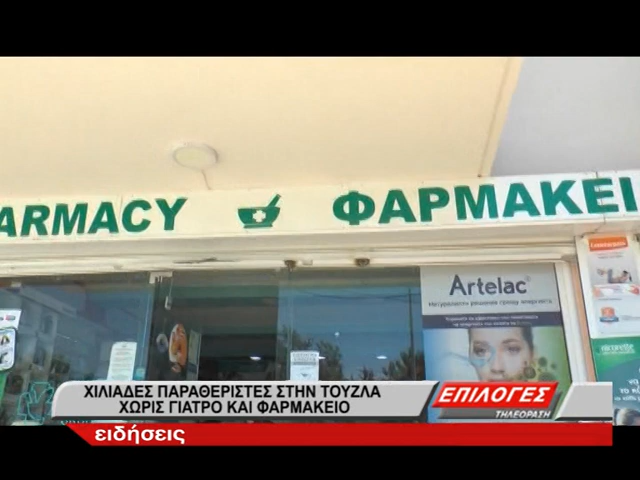 ARMACY ΦΑΡΜΑΚΕΙ
Artelac®
ΧΙΛΙΑΔΕΣ ΠΑΡΑΘΕΡΙΣΤΕΣ ΣΤΗΝ ΤΟΥΖΛΑ
ΧΩΡΙΣ ΓΙΑΤΡΟ ΚΑΙ ΦΑΡΜΑΚΕΙΟ
ΕΠΙΛΟΓΕΣ
ΤΗΛΕΟΡΑΣΗ
ειδήσεις